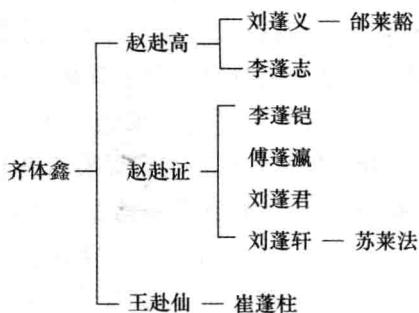 刘蓬义 — 邰莱豁
赵赴高
李蓬志
李蓬铠
傅蓬瀛
齐体鑫
赵赴证
刘蓬君
刘蓬轩 — 苏莱法
王赴仙 — 崔蓬柱